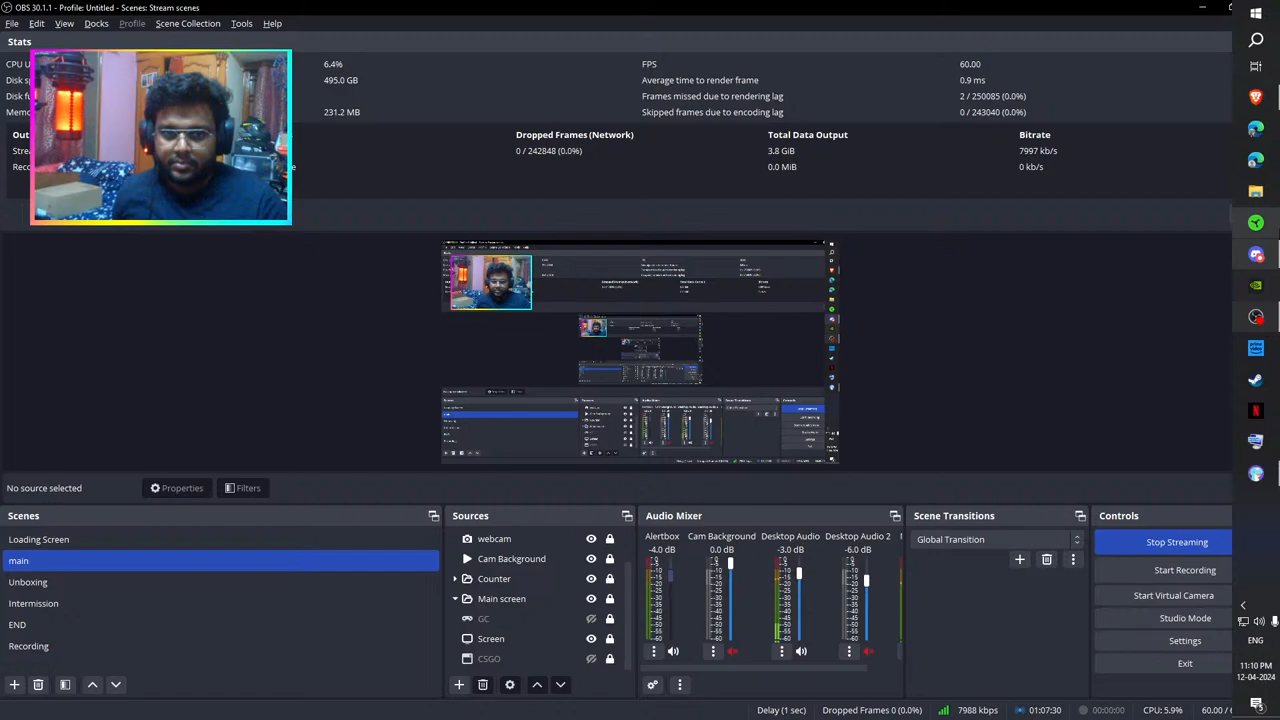 OBS 30.1.1 - Profile: Untitled - Scenes: Stream scenes
File Edit View Docks Profile Scene Collection Tools Help
Stats
CPU U 6.4% FPS 60.00
Disk s 495.0 GB Average time to render frame 0.9 ms
Disk fu Frames missed due to rendering lag 2 / 250085 (0.0%)
Memo 231.2 MB Skipped frames due to encoding lag 0 / 243040 (0.0%)
Out Dropped Frames (Network) Total Data Output Bitrate
Stre 0 / 242848 (0.0%) 3.8 GiB 7997 kb/s
Reco e 0.0 MiB 0 kb/s
No source selected Properties Filters
Scenes Sources Audio Mixer Scene Transitions Controls
Loading Screen
main
Unboxing
Intermission
END
Recording
webcam
Cam Background
Counter
Main screen
GC
Screen
CSGO
Alertbox Cam Background Desktop Audio Desktop Audio 2
-4.0 dB 0.0 dB -3.0 dB -6.0 dB
Global Transition
Stop Streaming
Start Recording
Start Virtual Camera
Studio Mode
Settings
Exit
ENG
11:10 PM
12-04-2024
Delay (1 sec) Dropped Frames 0 (0.0%) 7988 kbps 01:07:30 00:00:00 CPU: 5.9% 60.00 / 6